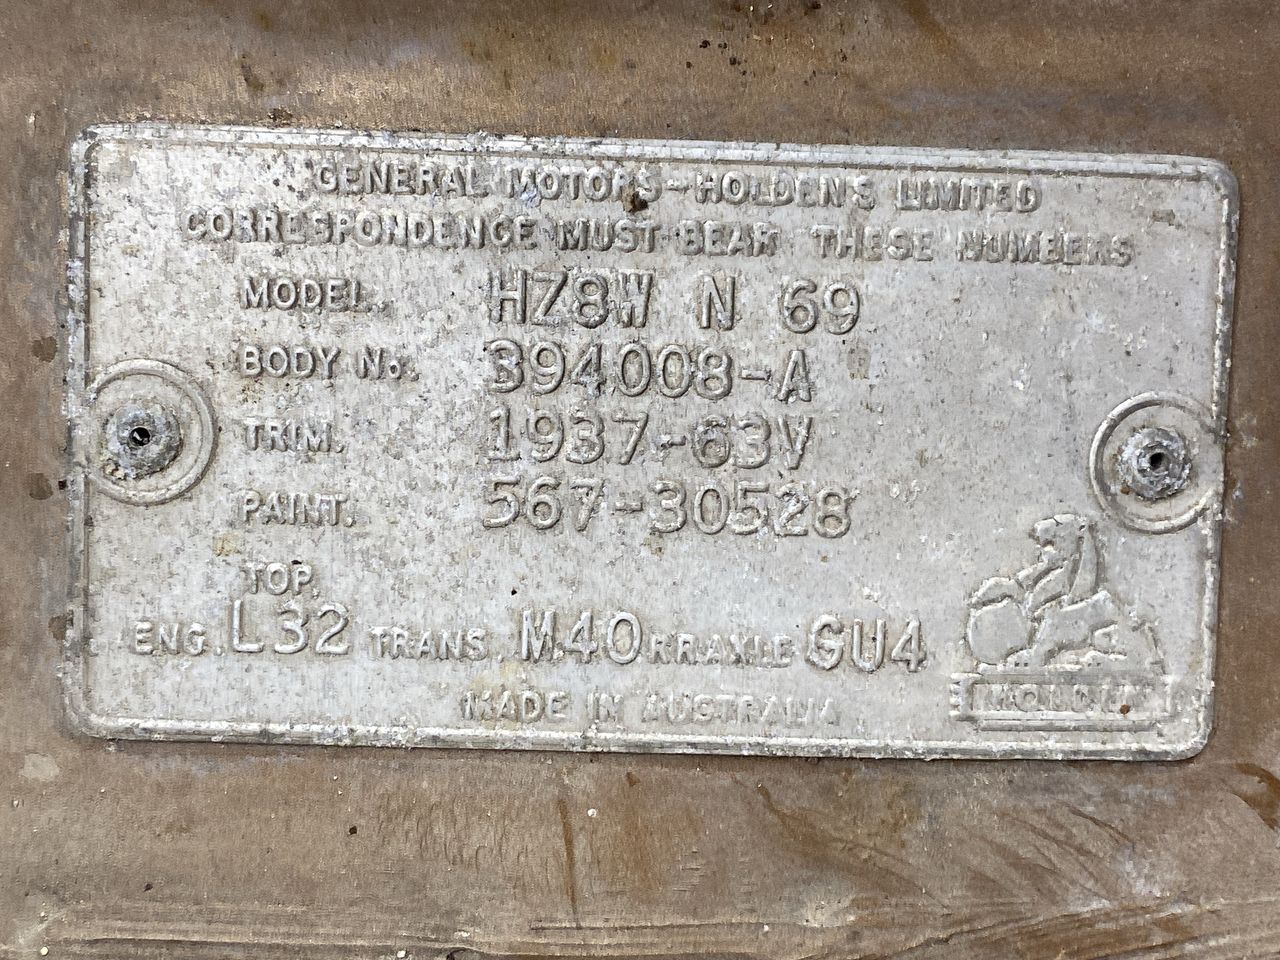 GENERAL MOTORS-HOLDEN'S LIMITED
CORRESPONDENCE MUST BEAR THESE NUMBERS
MODEL. HZ8W N 69
BODY No. 394008-A
TRIM. 1937-63V
PAINT. 567-30528
TOP.
ENG. L32 TRANS. M40 RR AXLE GU4
MADE IN AUSTRALIA
HOLDEN